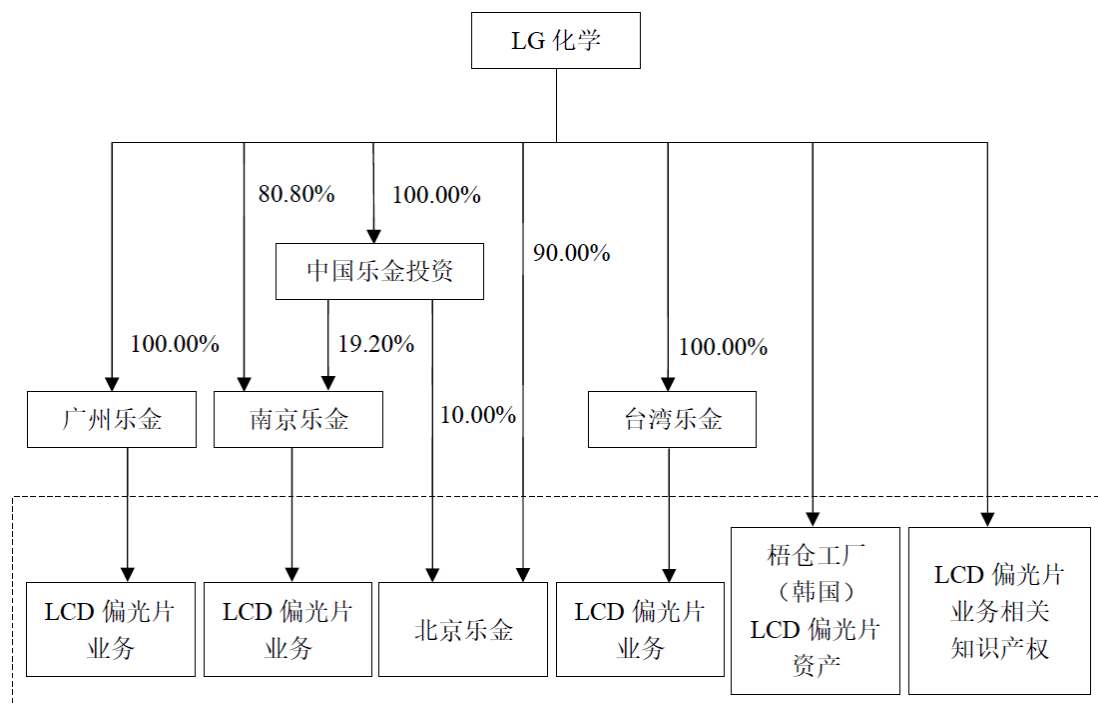 LG 化学
80.80%
100.00%
90.00%
中国乐金投资
100.00%
19.20%
100.00%
广州乐金
南京乐金
10.00%
台湾乐金
LCD 偏光片
业务
LCD 偏光片
业务
北京乐金
LCD 偏光片
业务
梧仓工厂
（韩国）
LCD 偏光片
资产
LCD 偏光片
业务相关
知识产权